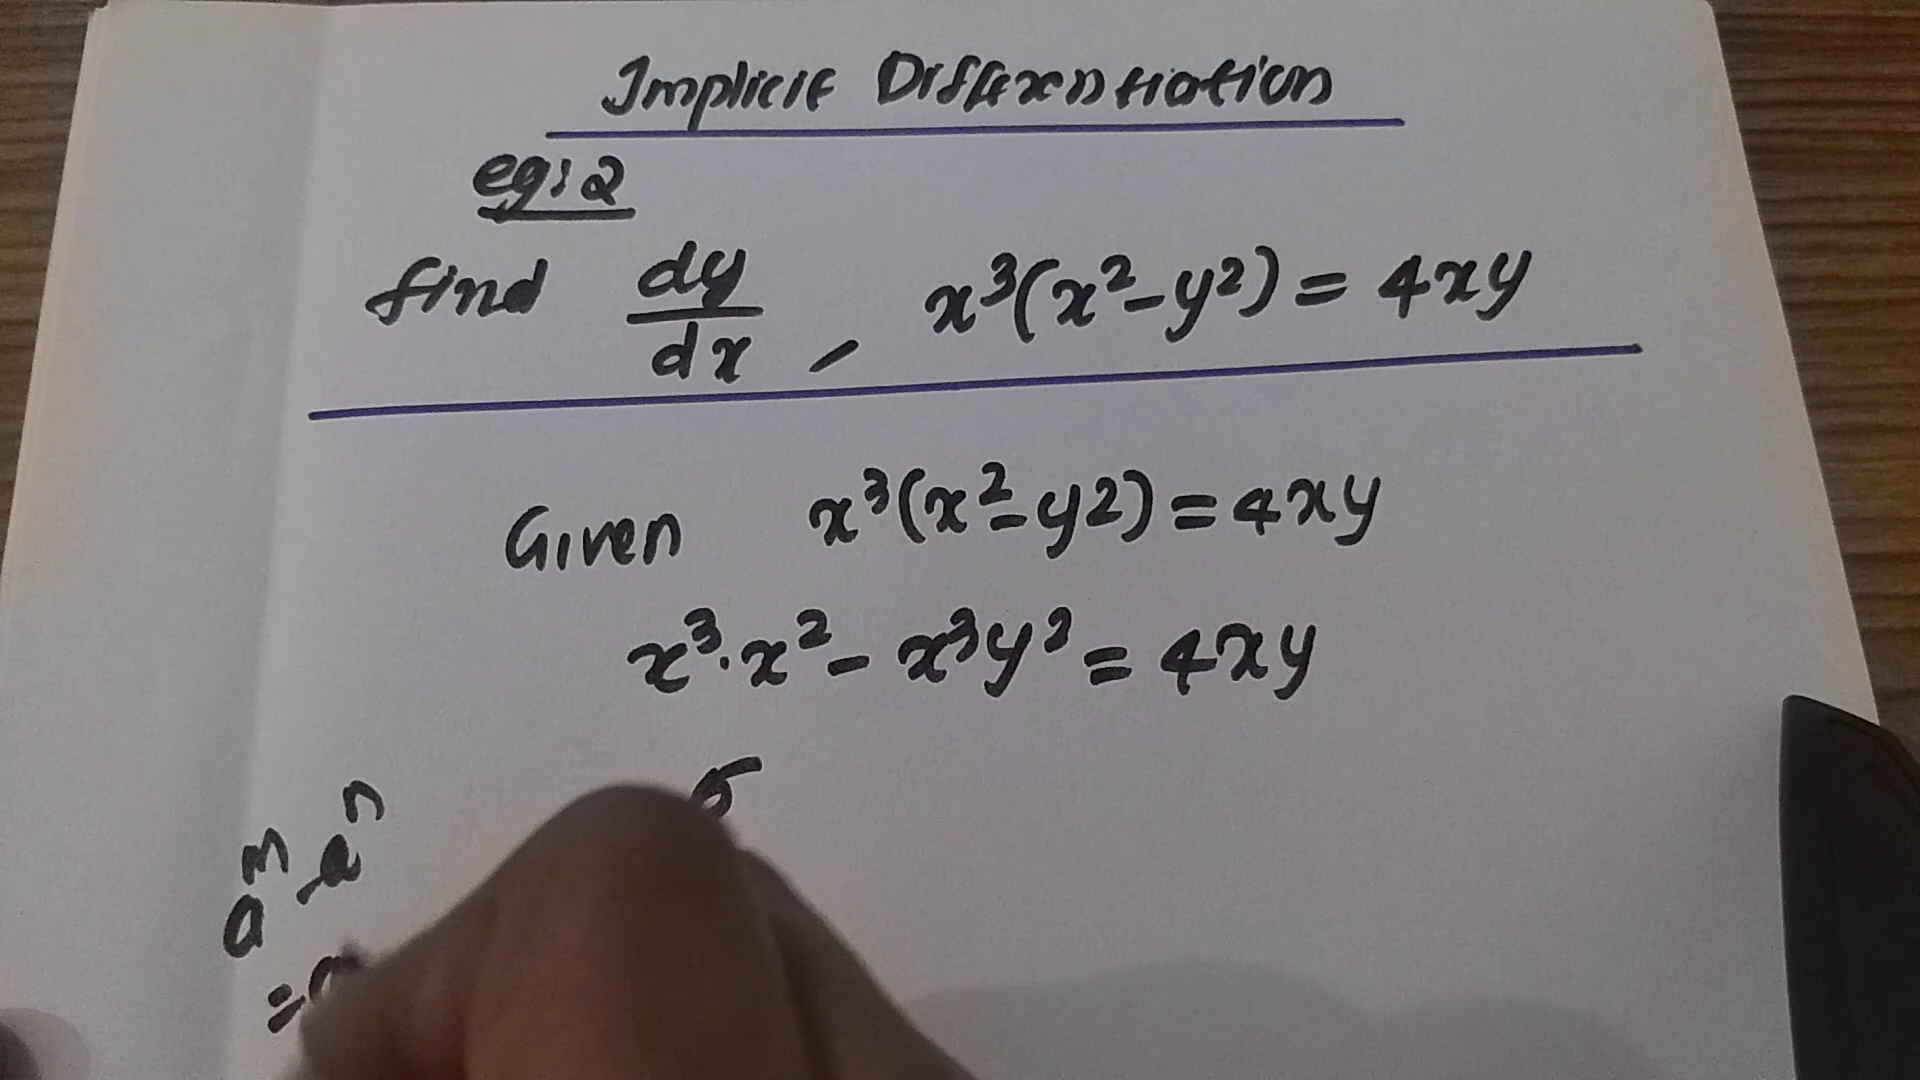 Implicit Differentiation
eg:2
find dy/dx, x³(x²-y²) = 4xy
Given x³(x²-y2) = 4xy
x³.x² - x³y² = 4xy
5
aᵐ.aⁿ
=a